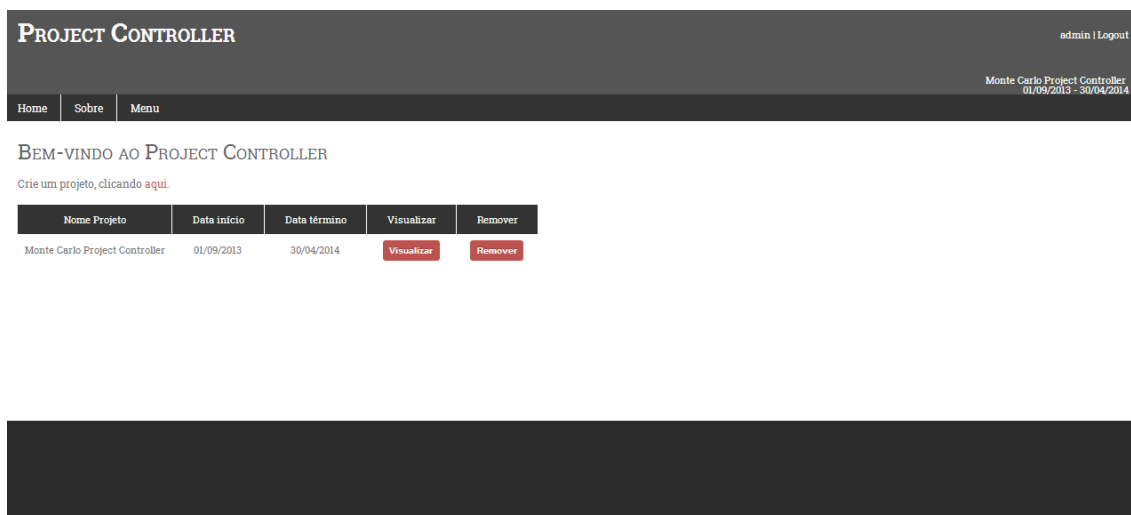 PROJECT CONTROLLER
admin | Logout
Monte Carlo Project Controller
01/09/2013 - 30/04/2014
Home Sobre Menu
BEM-VINDO AO PROJECT CONTROLLER
Crie um projeto, clicando aqui.
Nome Projeto Data início Data término Visualizar Remover
Monte Carlo Project Controller 01/09/2013 30/04/2014 Visualizar Remover